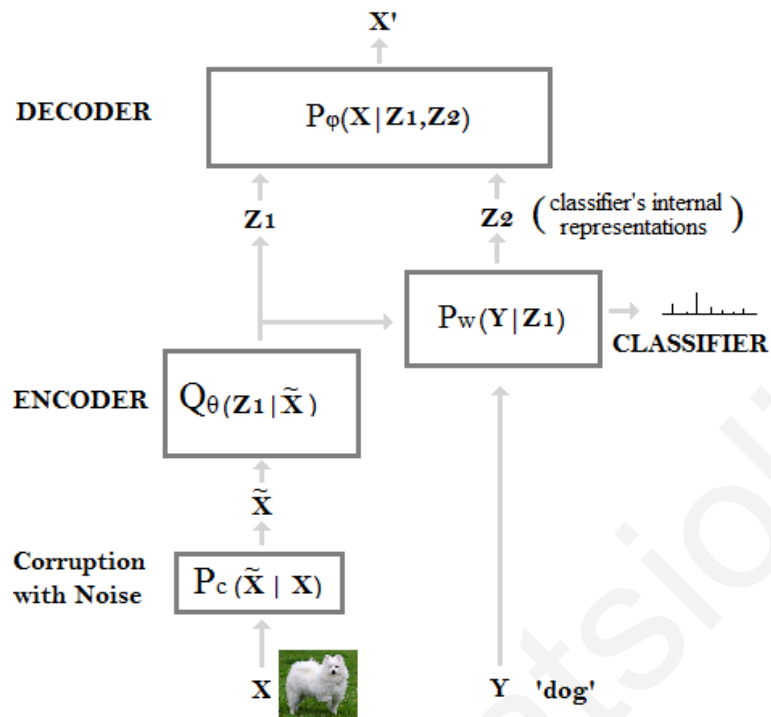 X'
DECODER
Pφ(X|Z1,Z2)
Z1
Z2 (classifier's internal
representations)
Pw(Y|Z1)
CLASSIFIER
ENCODER
Qθ(Z1|X̃)
X̃
Corruption
with Noise
Pc(X̃ | X)
X
Y 'dog'